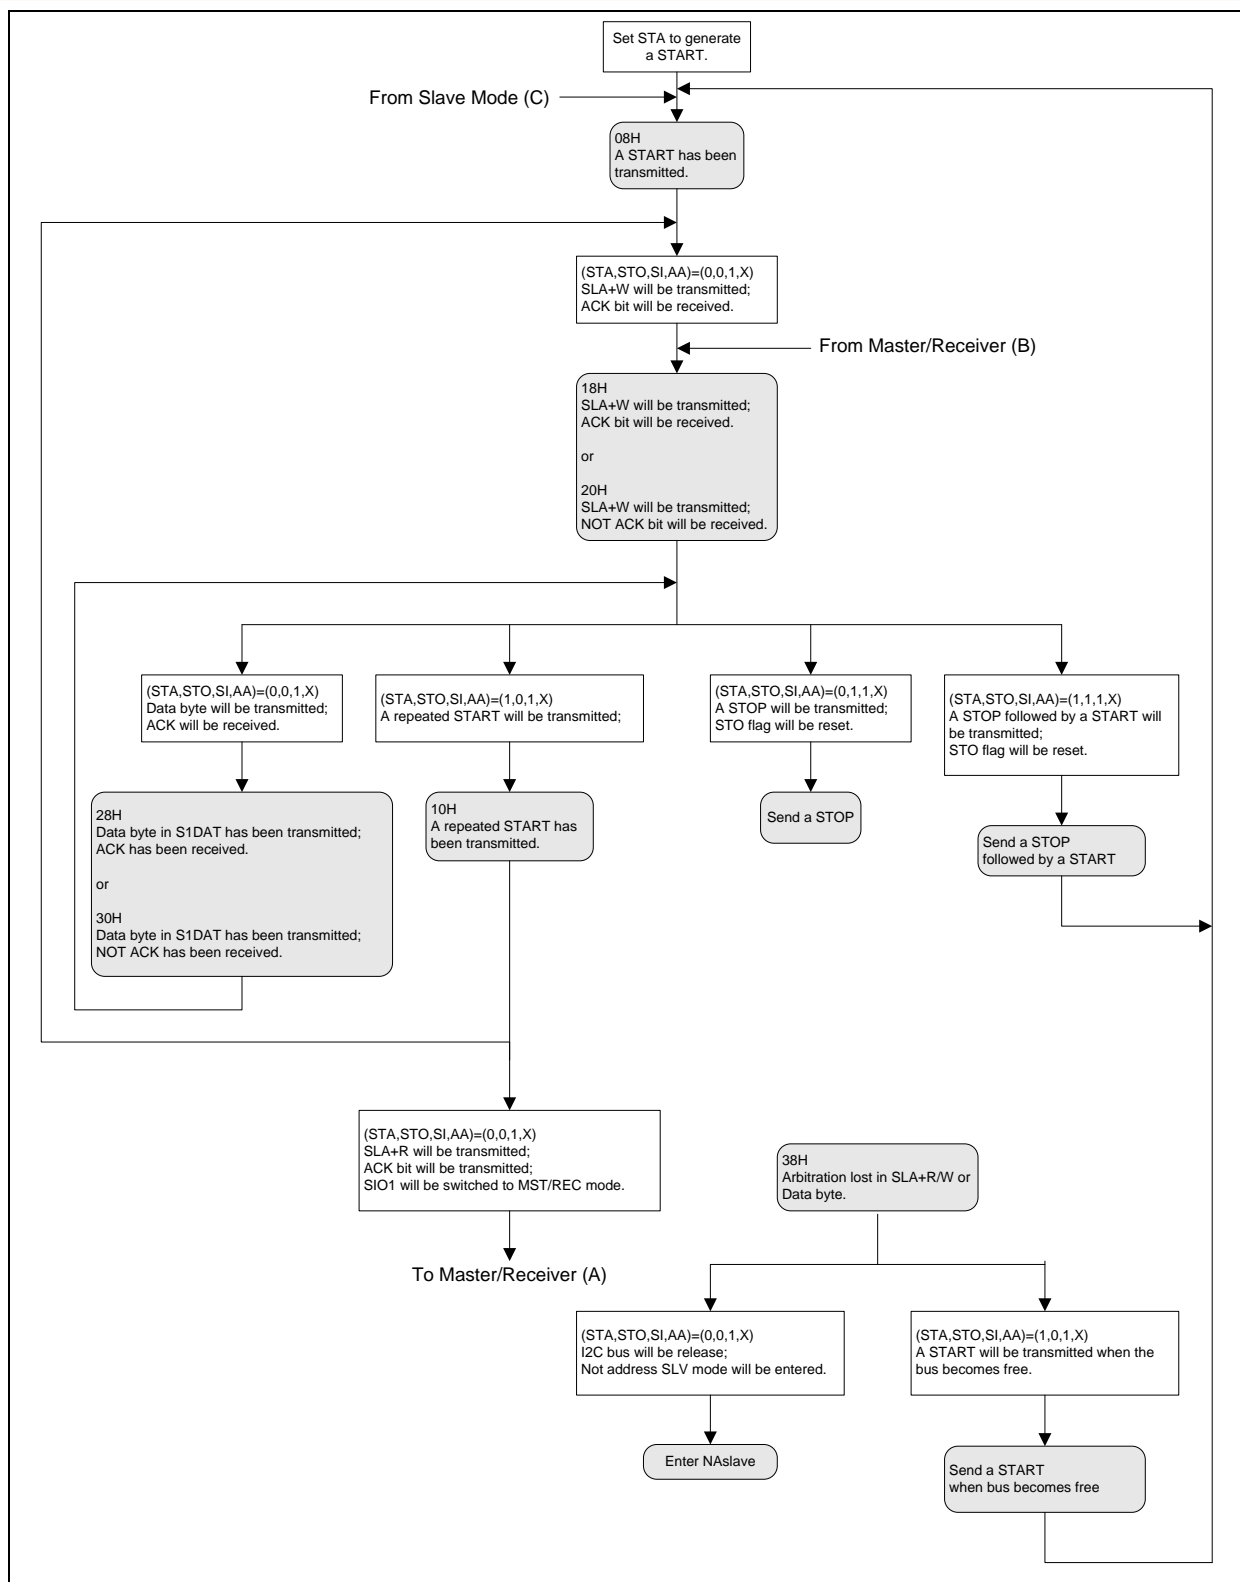 Set STA to generate
a START.
From Slave Mode (C)
08H
A START has been
transmitted.
(STA,STO,SI,AA)=(0,0,1,X)
SLA+W will be transmitted;
ACK bit will be received.
From Master/Receiver (B)
18H
SLA+W will be transmitted;
ACK bit will be received.
or
20H
SLA+W will be transmitted;
NOT ACK bit will be received.
(STA,STO,SI,AA)=(0,0,1,X)
Data byte will be transmitted;
ACK will be received.
(STA,STO,SI,AA)=(1,0,1,X)
A repeated START will be transmitted;
(STA,STO,SI,AA)=(0,1,1,X)
A STOP will be transmitted;
STO flag will be reset.
(STA,STO,SI,AA)=(1,1,1,X)
A STOP followed by a START will
be transmitted;
STO flag will be reset.
28H
Data byte in S1DAT has been transmitted;
ACK has been received.
or
30H
Data byte in S1DAT has been transmitted;
NOT ACK has been received.
10H
A repeated START has
been transmitted.
Send a STOP
Send a STOP
followed by a START
(STA,STO,SI,AA)=(0,0,1,X)
SLA+R will be transmitted;
ACK bit will be transmitted;
SIO1 will be switched to MST/REC mode.
To Master/Receiver (A)
38H
Arbitration lost in SLA+R/W or
Data byte.
(STA,STO,SI,AA)=(0,0,1,X)
I2C bus will be release;
Not address SLV mode will be entered.
(STA,STO,SI,AA)=(1,0,1,X)
A START will be transmitted when the
bus becomes free.
Enter NAslave
Send a START
when bus becomes free